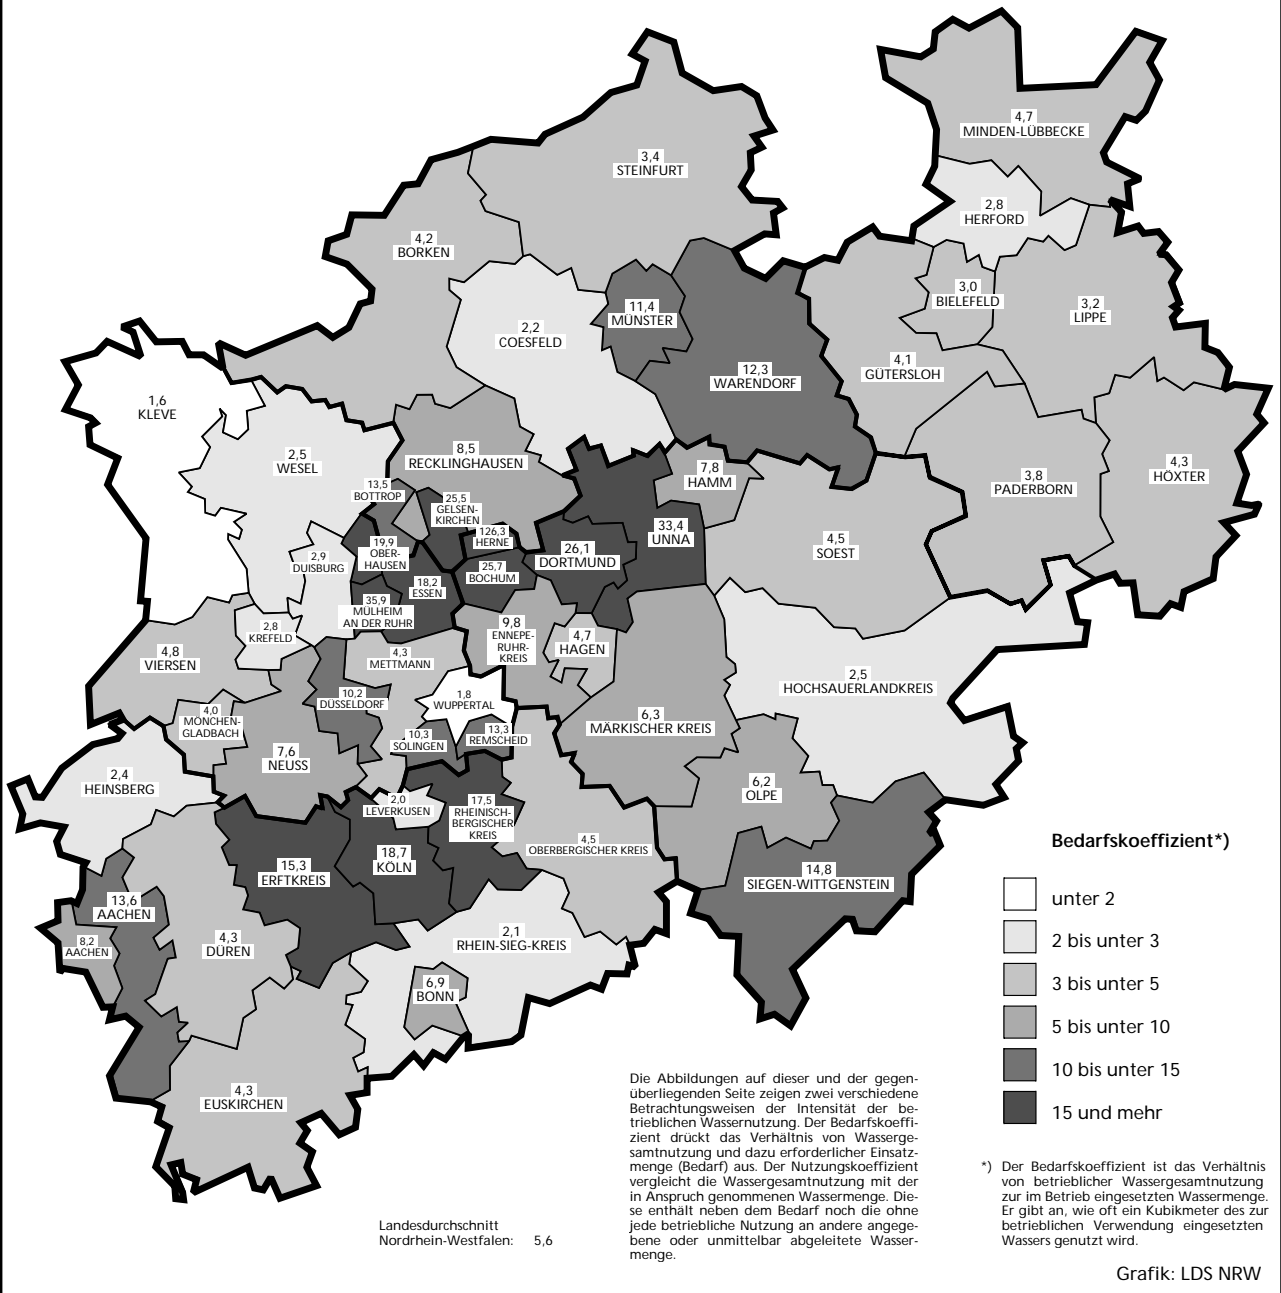 4,7
MINDEN-LÜBBECKE
3,4
STEINFURT
2,8
HERFORD
4,2
BORKEN
3,0
BIELEFELD
3,2
LIPPE
11,4
MÜNSTER
2,2
COESFELD
4,1
GÜTERSLOH
12,3
WARENDORF
1,6
KLEVE
2,5
WESEL
8,5
RECKLINGHAUSEN
7,8
HAMM
3,8
PADERBORN
4,3
HÖXTER
13,5
BOTTROP
25,5
GELSEN-
KIRCHEN
126,3
HERNE
33,4
UNNA
4,5
SOEST
19,9
OBER-
HAUSEN
26,1
DORTMUND
2,9
DUISBURG
25,7
BOCHUM
18,2
ESSEN
35,9
MÜLHEIM
AN DER RUHR
2,8
KREFELD
9,8
ENNEPE-
RUHR-
KREIS
4,7
HAGEN
4,8
VIERSEN
4,3
METTMANN
2,5
HOCHSAUERLANDKREIS
10,2
DÜSSELDORF
1,8
WUPPERTAL
4,0
MÖNCHEN-
GLADBACH
6,3
MÄRKISCHER KREIS
10,3
SOLINGEN
13,3
REMSCHEID
7,6
NEUSS
2,4
HEINSBERG
6,2
OLPE
2,0
LEVERKUSEN
17,5
RHEINISCH-
BERGISCHER
KREIS
4,5
OBERBERGISCHER KREIS
18,7
KÖLN
15,3
ERFTKREIS
14,8
SIEGEN-WITTGENSTEIN
13,6
AACHEN
8,2
AACHEN
4,3
DÜREN
2,1
RHEIN-SIEG-KREIS
6,9
BONN
4,3
EUSKIRCHEN
Bedarfskoeffizient*)
unter 2
2 bis unter 3
3 bis unter 5
5 bis unter 10
10 bis unter 15
15 und mehr
Landesdurchschnitt
Nordrhein-Westfalen: 5,6
Die Abbildungen auf dieser und der gegen-
überliegenden Seite zeigen zwei verschiedene
Betrachtungsweisen der Intensität der be-
trieblichen Wassernutzung. Der Bedarfskoeffi-
zient drückt das Verhältnis von Wasserge-
samtnutzung und dazu erforderlicher Einsatz-
menge (Bedarf) aus. Der Nutzungskoeffizient
vergleicht die Wassergesamtnutzung mit der
in Anspruch genommenen Wassermenge. Die-
se enthält neben dem Bedarf noch die ohne
jede betriebliche Nutzung an andere angege-
bene oder unmittelbar abgeleitete Wasser-
menge.
*) Der Bedarfskoeffizient ist das Verhältnis
von betrieblicher Wassergesamtnutzung
zur im Betrieb eingesetzten Wassermenge.
Er gibt an, wie oft ein Kubikmeter des zur
betrieblichen Verwendung eingesetzten
Wassers genutzt wird.
Grafik: LDS NRW